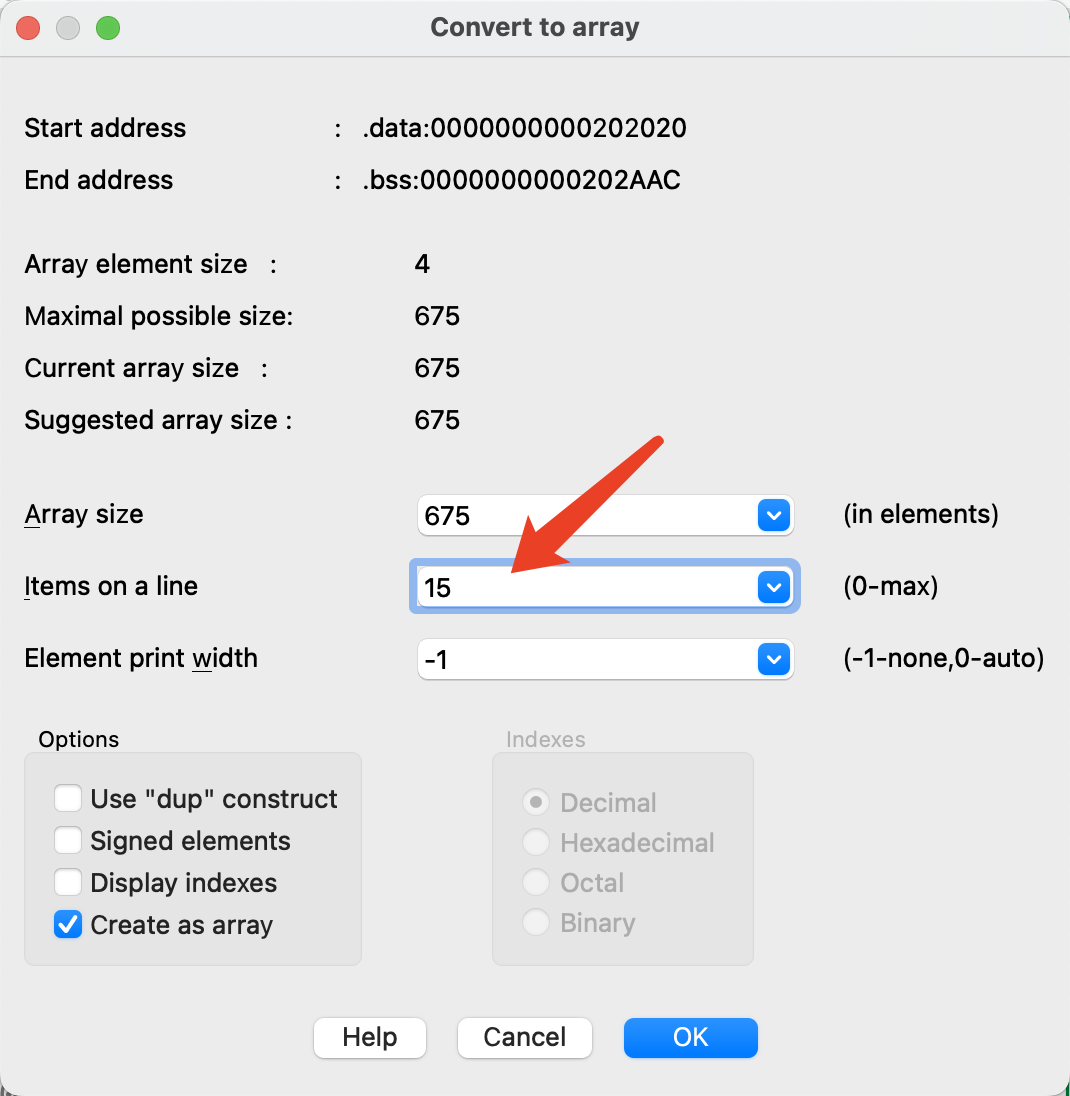 Convert to array
Start address : .data:0000000000202020
End address : .bss:0000000000202AAC
Array element size : 4
Maximal possible size: 675
Current array size : 675
Suggested array size : 675
Array size 675 (in elements)
Items on a line 15 (0-max)
Element print width -1 (-1-none,0-auto)
Options
Use "dup" construct
Signed elements
Display indexes
Create as array
Indexes
Decimal
Hexadecimal
Octal
Binary
Help Cancel OK